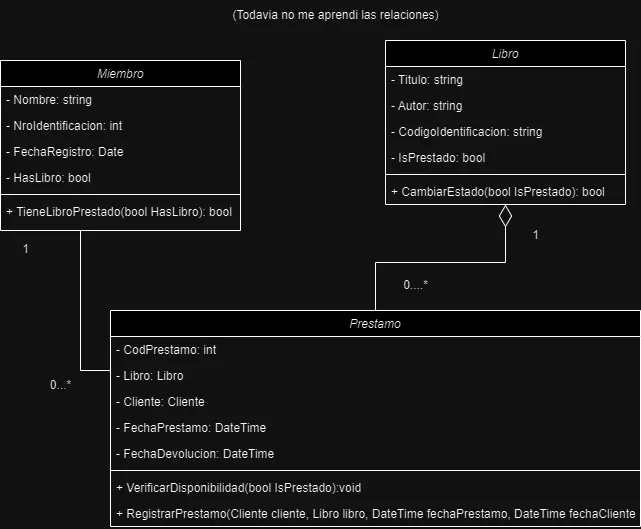 (Todavia no me aprendi las relaciones)
Miembro
- Nombre: string
- NroIdentificacion: int
- FechaRegistro: Date
- HasLibro: bool
+ TieneLibroPrestado(bool HasLibro): bool
Libro
- Titulo: string
- Autor: string
- CodigoIdentificacion: string
- IsPrestado: bool
+ CambiarEstado(bool IsPrestado): bool
1
1
0....*
0...*
Prestamo
- CodPrestamo: int
- Libro: Libro
- Cliente: Cliente
- FechaPrestamo: DateTime
- FechaDevolucion: DateTime
+ VerificarDisponibilidad(bool IsPrestado):void
+ RegistrarPrestamo(Cliente cliente, Libro libro, DateTime fechaPrestamo, DateTime fechaCliente